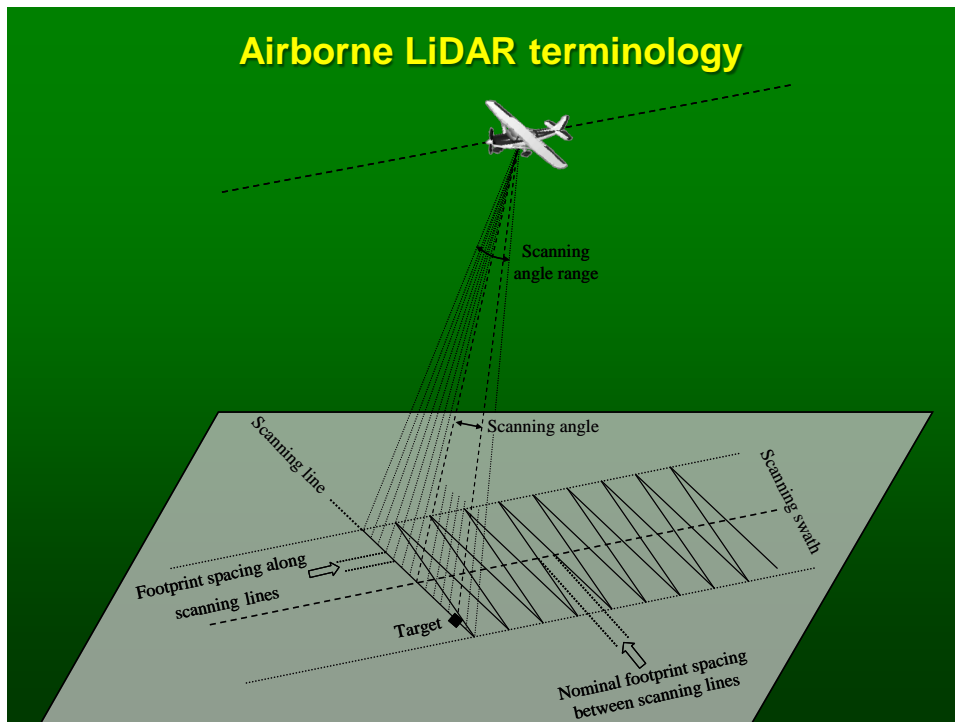 Airborne LiDAR terminology
Scanning
angle range
Scanning angle
Scanning line
Scanning swath
Footprint spacing along
scanning lines
Target
Nominal footprint spacing
between scanning lines